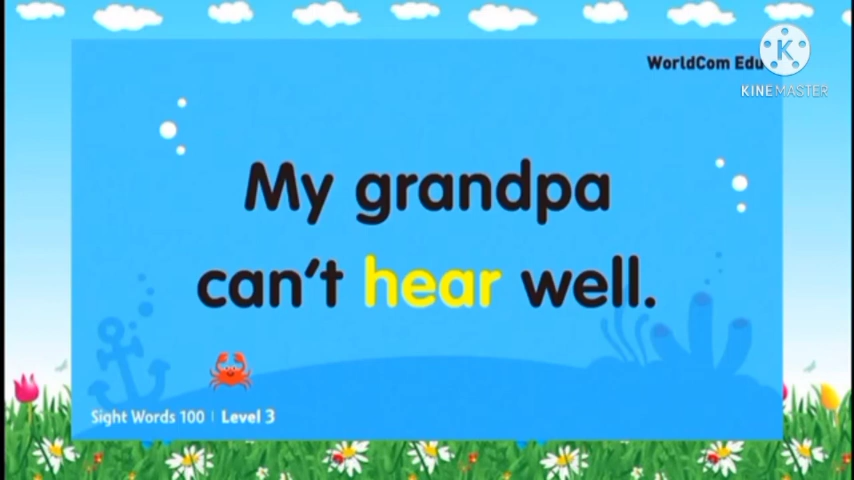 WorldCom Edu
KINEMASTER
My grandpa
can't hear well.
Sight Words 100 | Level 3